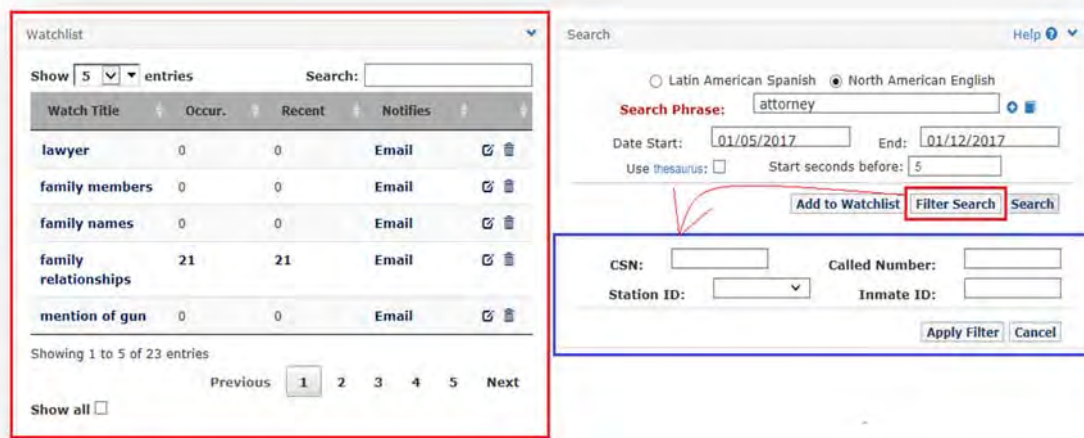 Watchlist
Show 5 entries Search:
Watch Title Occur. Recent Notifies
lawyer 0 0 Email
family members 0 0 Email
family names 0 0 Email
family 21 21 Email
relationships
mention of gun 0 0 Email
Showing 1 to 5 of 23 entries
Previous 1 2 3 4 5 Next
Show all
Search Help ?
Latin American Spanish North American English
Search Phrase: attorney
Date Start: 01/05/2017 End: 01/12/2017
Use thesaurus: Start seconds before: 5
Add to Watchlist Filter Search Search
CSN: Called Number:
Station ID: Inmate ID:
Apply Filter Cancel